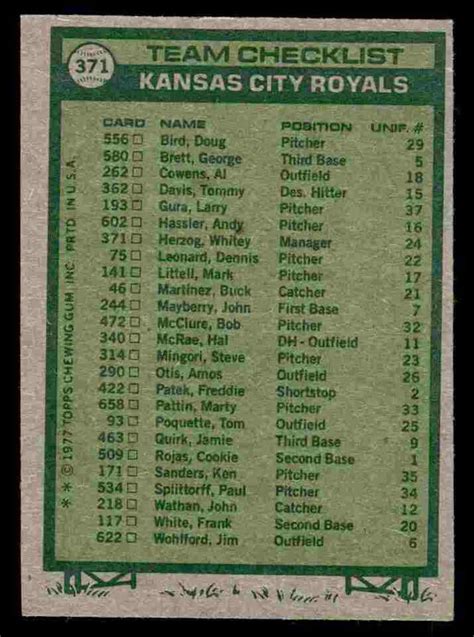 371
TEAM CHECKLIST
KANSAS CITY ROYALS
CARD NAME POSITION UNIF. #
556 □ Bird, Doug Pitcher 29
580 □ Brett, George Third Base 5
262 □ Cowens, Al Outfield 18
362 □ Davis, Tommy Des. Hitter 15
193 □ Gura, Larry Pitcher 37
602 □ Hassler, Andy Pitcher 16
371 □ Herzog, Whitey Manager 24
75 □ Leonard, Dennis Pitcher 22
141 □ Littell, Mark Pitcher 17
46 □ Martinez, Buck Catcher 21
244 □ Mayberry, John First Base 7
472 □ McClure, Bob Pitcher 32
340 □ McRae, Hal DH - Outfield 11
314 □ Mingori, Steve Pitcher 23
290 □ Otis, Amos Outfield 26
422 □ Patek, Freddie Shortstop 2
658 □ Pattin, Marty Pitcher 33
93 □ Poquette, Tom Outfield 25
463 □ Quirk, Jamie Third Base 9
509 □ Rojas, Cookie Second Base 1
171 □ Sanders, Ken Pitcher 35
534 □ Splittorff, Paul Pitcher 34
218 □ Wathan, John Catcher 12
117 □ White, Frank Second Base 20
622 □ Wohlford, Jim Outfield 6
* * © 1977 TOPPS CHEWING GUM, INC. PRTD. IN U.S.A.